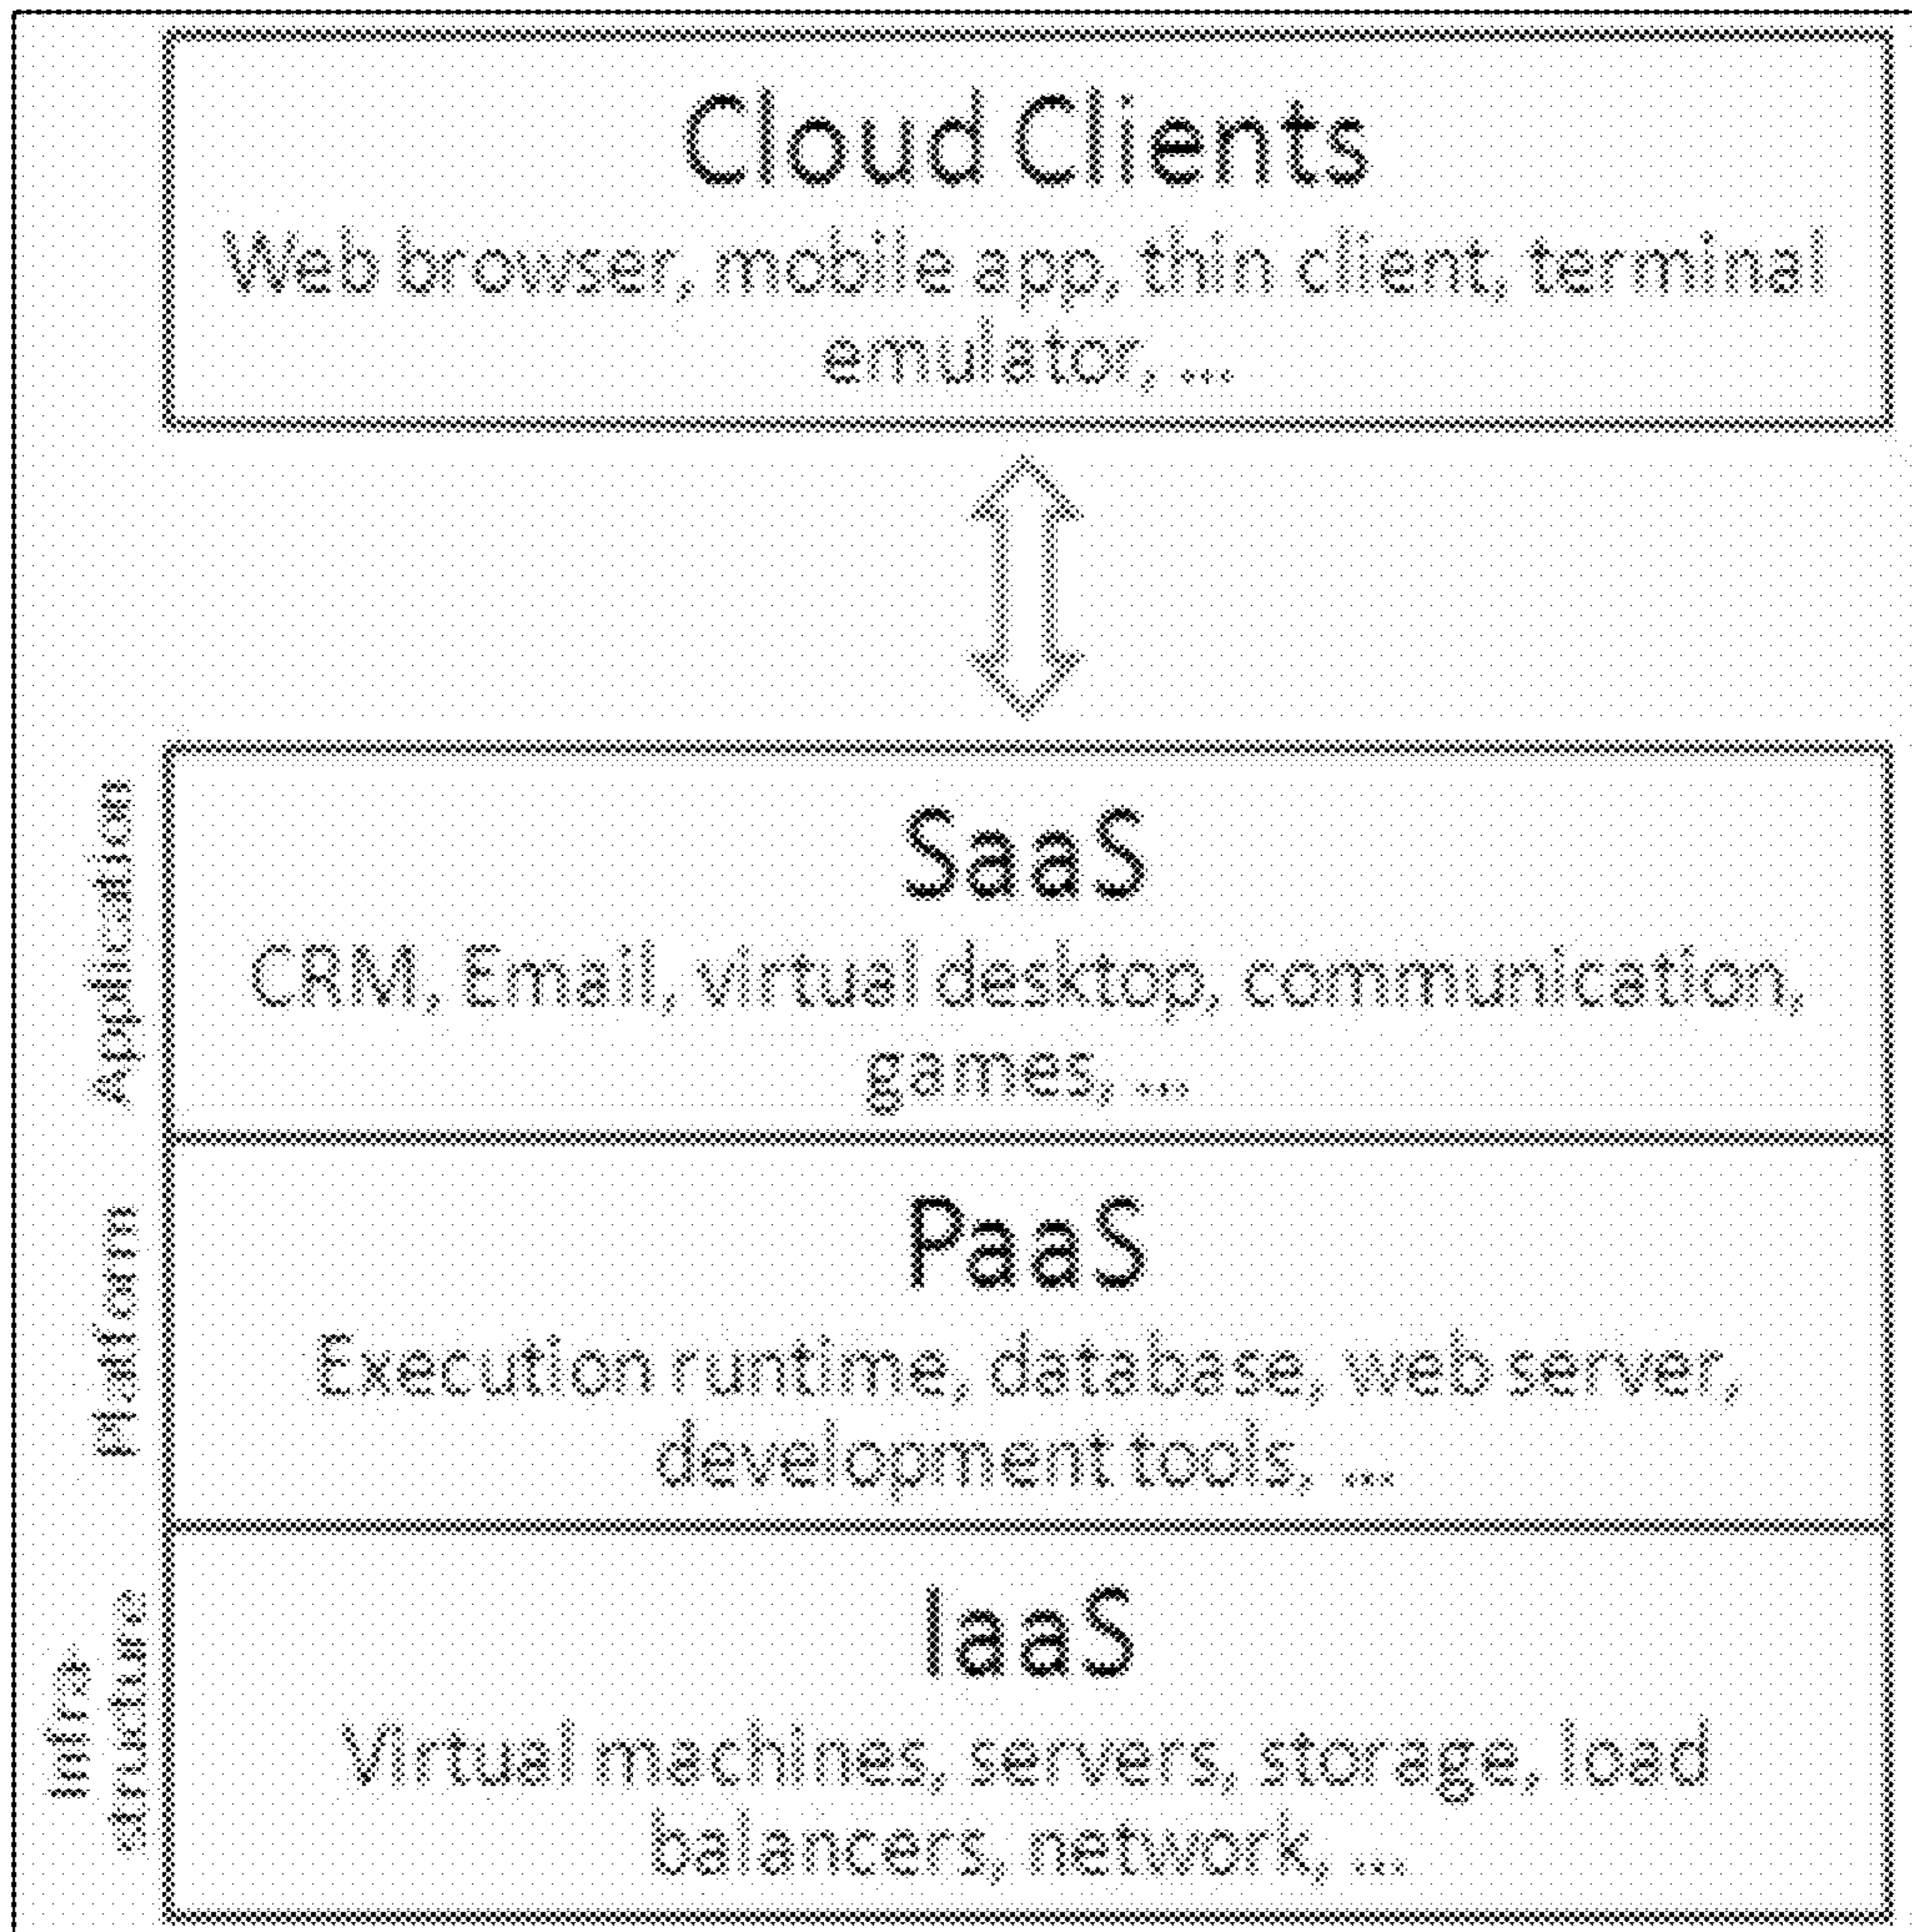 Cloud Clients
Web browser, mobile app, thin client, terminal
emulator, ...
Application
SaaS
CRM, Email, virtual desktop, communication,
games, ...
Platform
PaaS
Execution runtime, database, web server,
development tools, ...
Infra-
structure
IaaS
Virtual machines, servers, storage, load
balancers, network, ...